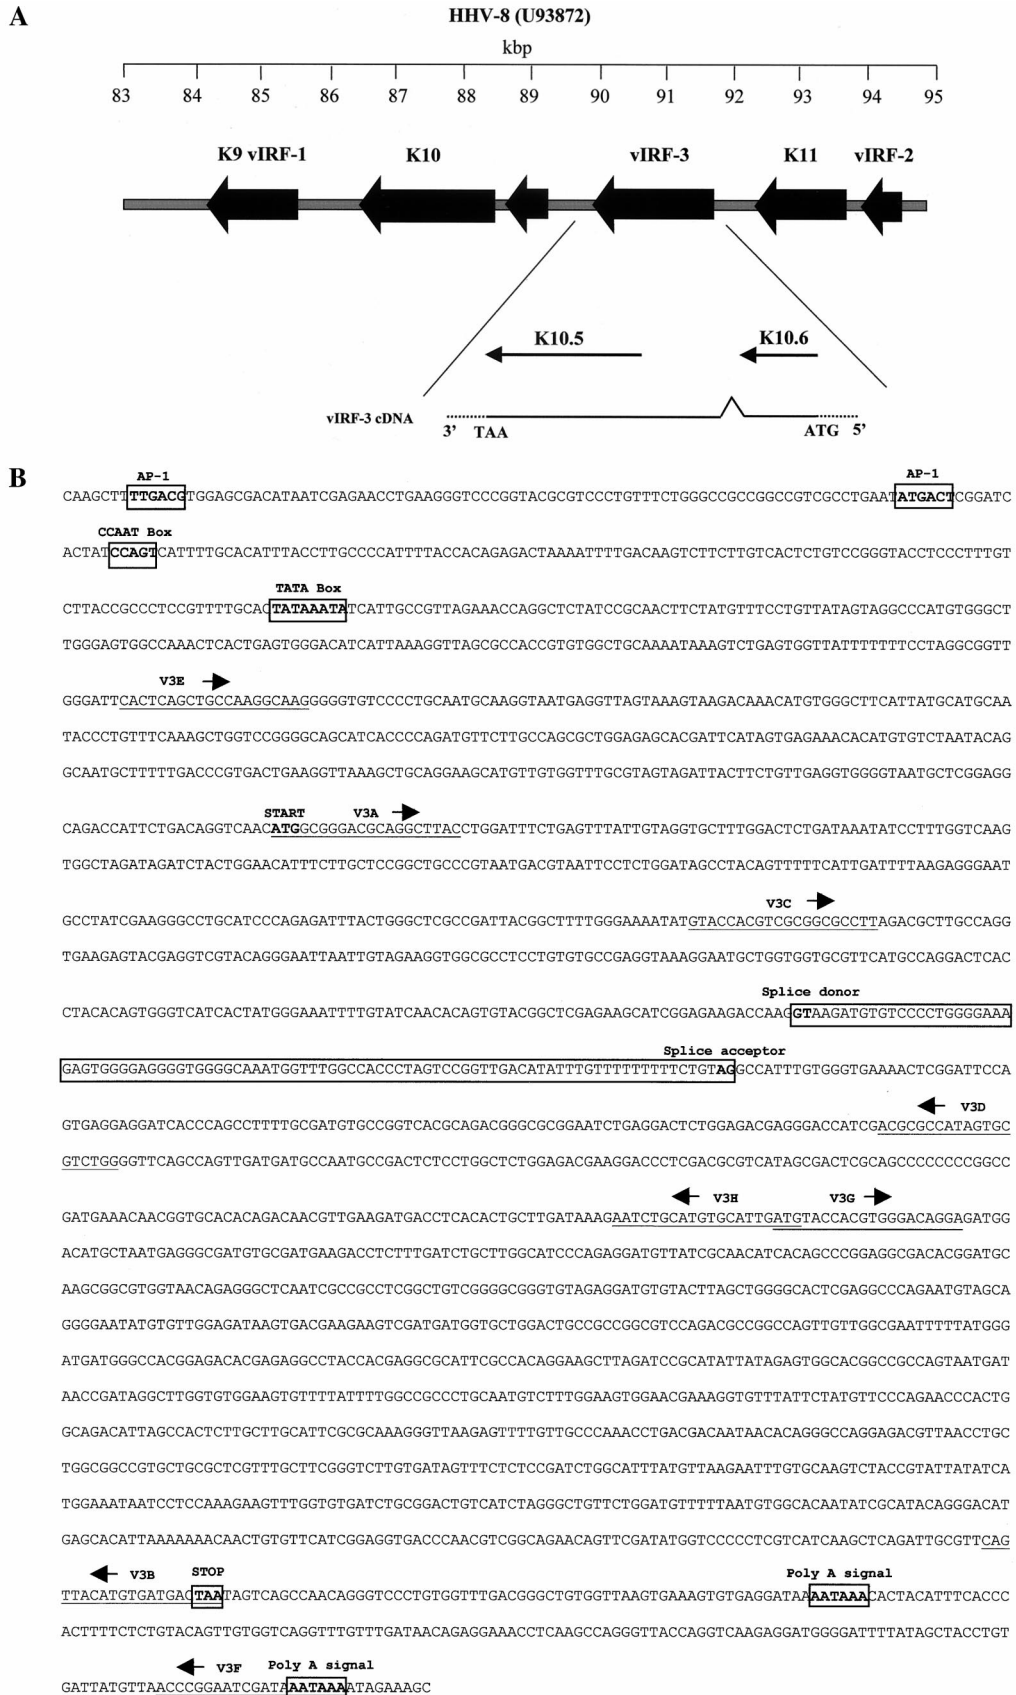 A
HHV-8 (U93872)
kbp
83 84 85 86 87 88 89 90 91 92 93 94 95
K9 vIRF-1 K10 vIRF-3 K11 vIRF-2
K10.5 K10.6
vIRF-3 cDNA 3' TAA ATG 5'
B
AP-1 AP-1
CAAGCTTTTGACGTGGAGCGACATAATCGAGAACCTGAAGGGTCCCGGTACGCGTCCCTGTTTCTGGGCCGCCGGCCGTCGCCTGAATATGACTCGGATC
CCAAT Box
ACTATCCAGTCATTTTGCACATTTACCTTGCCCCATTTTACCACAGAGACTAAAATTTTGACAAGTCTTCTTGTCACTCTGTCCGGGTACCTCCCTTTGT
TATA Box
CTTACCGCCCTCCGTTTTGCACTATAAATATCATTGCCGTTAGAAACCAGGCTCTATCCGCAACTTCTATGTTTCCTGTTATAGTAGGCCCATGTGGGCT
TGGGAGTGGCCAAACTCACTGAGTGGGACATCATTAAAGGTTAGCGCCACCGTGTGGCTGCAAAATAAAGTCTGAGTGGTTATTTTTTTCCTAGGCGGTT
V3E
GGGATTCACTCAGCTGCCAAGGCAAGGGGGTGTCCCCTGCAATGCAAGGTAATGAGGTTAGTAAAGTAAGACAAACATGTGGGCTTCATTATGCATGCAA
TACCCTGTTTCAAAGCTGGTCCGGGGCAGCATCACCCCAGATGTTCTTGCCAGCGCTGGAGAGCACGATTCATAGTGAGAAACACATGTGTCTAATACAG
GCAATGCTTTTTGACCCGTGACTGAAGGTTAAAGCTGCAGGAAGCATGTTGTGGTTTGCGTAGTAGATTACTTCTGTTGAGGTGGGGTAATGCTCGGAGG
START V3A
CAGACCATTCTGACAGGTCAACATGGCGGGACGCAGGCTTACCTGGATTTCTGAGTTTATTGTAGGTGCTTTGGACTCTGATAAATATCCTTTGGTCAAG
TGGCTAGATAGATCTACTGGAACATTTCTTGCTCCGGCTGCCCGTAATGACGTAATTCCTCTGGATAGCCTACAGTTTTTCATTGATTTTAAGAGGGAAT
V3C
GCCTATCGAAGGGCCTGCATCCCAGAGATTTACTGGGCTCGCCGATTACGGCTTTTGGGAAAATATGTACCACGTCGCGGCGCCTTAGACGCTTGCCAGG
TGAAGAGTACGAGGTCGTACAGGGAATTAATTGTAGAAGGTGGCGCCTCCTGTGTGCCGAGGTAAAGGAATGCTGGTGGTGCGTTCATGCCAGGACTCAC
Splice donor
CTACACAGTGGGTCATCACTATGGGAAATTTTGTATCAACACAGTGTACGGCTCGAGAAGCATCGGAGAAGACCAAGGTAAGATGTGTCCCCTGGGGAAA
Splice acceptor
GAGTGGGGAGGGGTGGGGCAAATGGTTTGGCCACCCTAGTCCGGTTGACATATTTGTTTTTTTTTTCTGTAGGCCATTTGTGGGTGAAAACTCGGATTCCA
V3D
GTGAGGAGGATCACCCAGCCTTTTGCGATGTGCCGGTCACGCAGACGGGCGCGGAATCTGAGGACTCTGGAGACGAGGGACCATCGACGCGCCATAGTGC
GTCTGGGGTTCAGCCAGTTGATGATGCCAATGCCGACTCTCCTGGCTCTGGAGACGAAGGACCCTCGACGCGTCATAGCGACTCGCAGCCCCCCCCGGCC
V3H V3G
GATGAAACAACGGTGCACACAGACAACGTTGAAGATGACCTCACACTGCTTGATAAAGAATCTGCATGTGCATTGATGTACCACGTGGGACAGGAGATGG
ACATGCTAATGAGGGCGATGTGCGATGAAGACCTCTTTGATCTGCTTGGCATCCCAGAGGATGTTATCGCAACATCACAGCCCGGAGGCGACACGGATGC
AAGCGGCGTGGTAACAGAGGGCTCAATCGCCGCCTCGGCTGTCGGGGCGGGTGTAGAGGATGTGTACTTAGCTGGGGCACTCGAGGCCCAGAATGTAGCA
GGGGAATATGTGTTGGAGATAAGTGACGAAGAAGTCGATGATGGTGCTGGACTGCCGCCGGCGTCCAGACGCCGGCCAGTTGTTGGCGAATTTTTATGGG
ATGATGGGCCACGGAGACACGAGAGGCCTACCACGAGGCGCATTCGCCACAGGAAGCTTAGATCCGCATATTATAGAGTGGCACGGCCGCCAGTAATGAT
AACCGATAGGCTTGGTGTGGAAGTGTTTTATTTTGGCCGCCCTGCAATGTCTTTGGAAGTGGAACGAAAGGTGTTTATTCTATGTTCCCAGAACCCACTG
GCAGACATTAGCCACTCTTGCTTGCATTCGCGCAAAGGGTTAAGAGTTTTGTTGCCCAAACCTGACGACAATAACACAGGGCCAGGAGACGTTAACCTGC
TGGCGGCCGTGCTGCGCTCGTTTGCTTCGGGTCTTGTGATAGTTTCTCTCCGATCTGGCATTTATGTTAAGAATTTGTGCAAGTCTACCGTATTATATCA
TGGAAATAATCCTCCAAAGAAGTTTGGTGTGATCTGCGGACTGTCATCTAGGGCTGTTCTGGATGTTTTTAATGTGGCACAATATCGCATACAGGGACAT
GAGCACATTAAAAAAACAACTGTGTTCATCGGAGGTGACCCAACGTCGGCAGAACAGTTCGATATGGTCCCCCTCGTCATCAAGCTCAGATTGCGTTCAG
V3B STOP Poly A signal
TTACATGTGATGACTAATAGTCAGCCAACAGGGTCCCTGTGGTTTGACGGGCTGTGGTTAAGTGAAAGTGTGAGGATAAAATAAACACTACATTTCACCC
ACTTTTCTCTGTACAGTTGTGGTCAGGTTTGTTTGATAACAGAGGAAACCTCAAGCCAGGGTTACCAGGTCAAGAGGATGGGGATTTTATAGCTACCTGT
V3F Poly A signal
GATTATGTTAACCCGGAATCGATAAATAAAATAGAAAGC